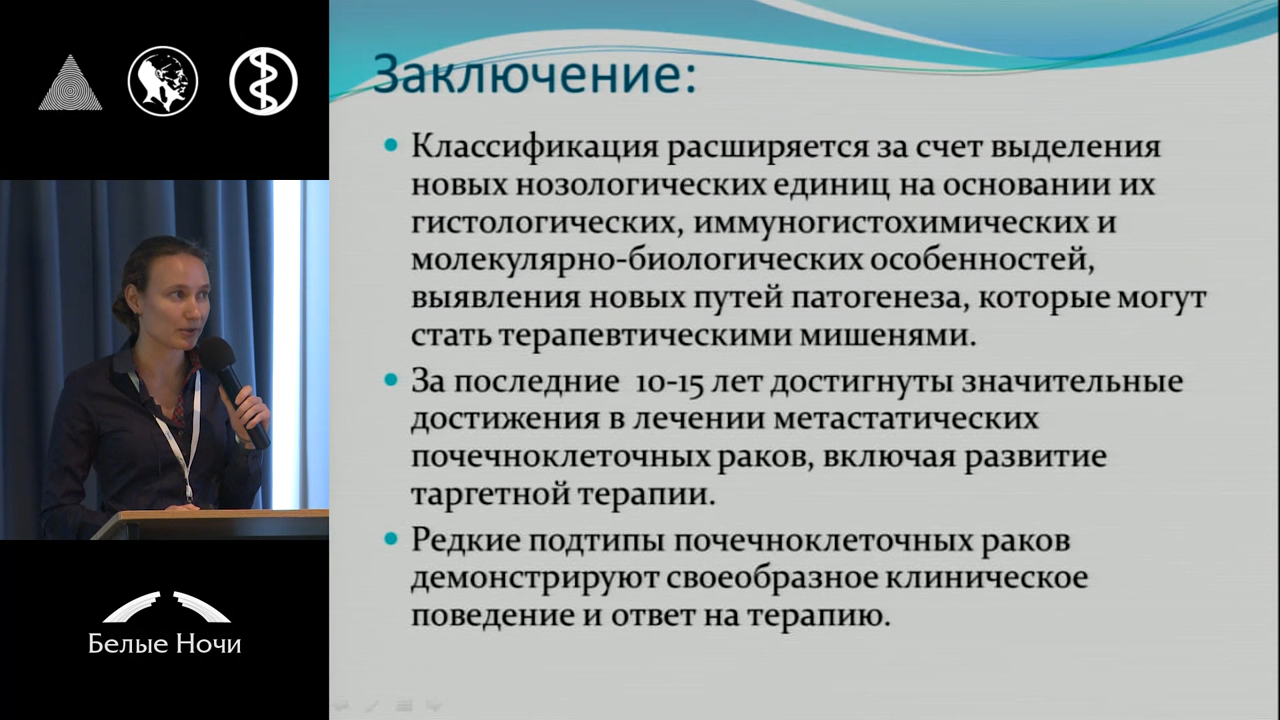 Заключение:
Классификация расширяется за счет выделения
новых нозологических единиц на основании их
гистологических, иммуногистохимических и
молекулярно-биологических особенностей,
выявления новых путей патогенеза, которые могут
стать терапевтическими мишенями.
За последние 10-15 лет достигнуты значительные
достижения в лечении метастатических
почечноклеточных раков, включая развитие
таргетной терапии.
Редкие подтипы почечноклеточных раков
демонстрируют своеобразное клиническое
поведение и ответ на терапию.
Белые Ночи